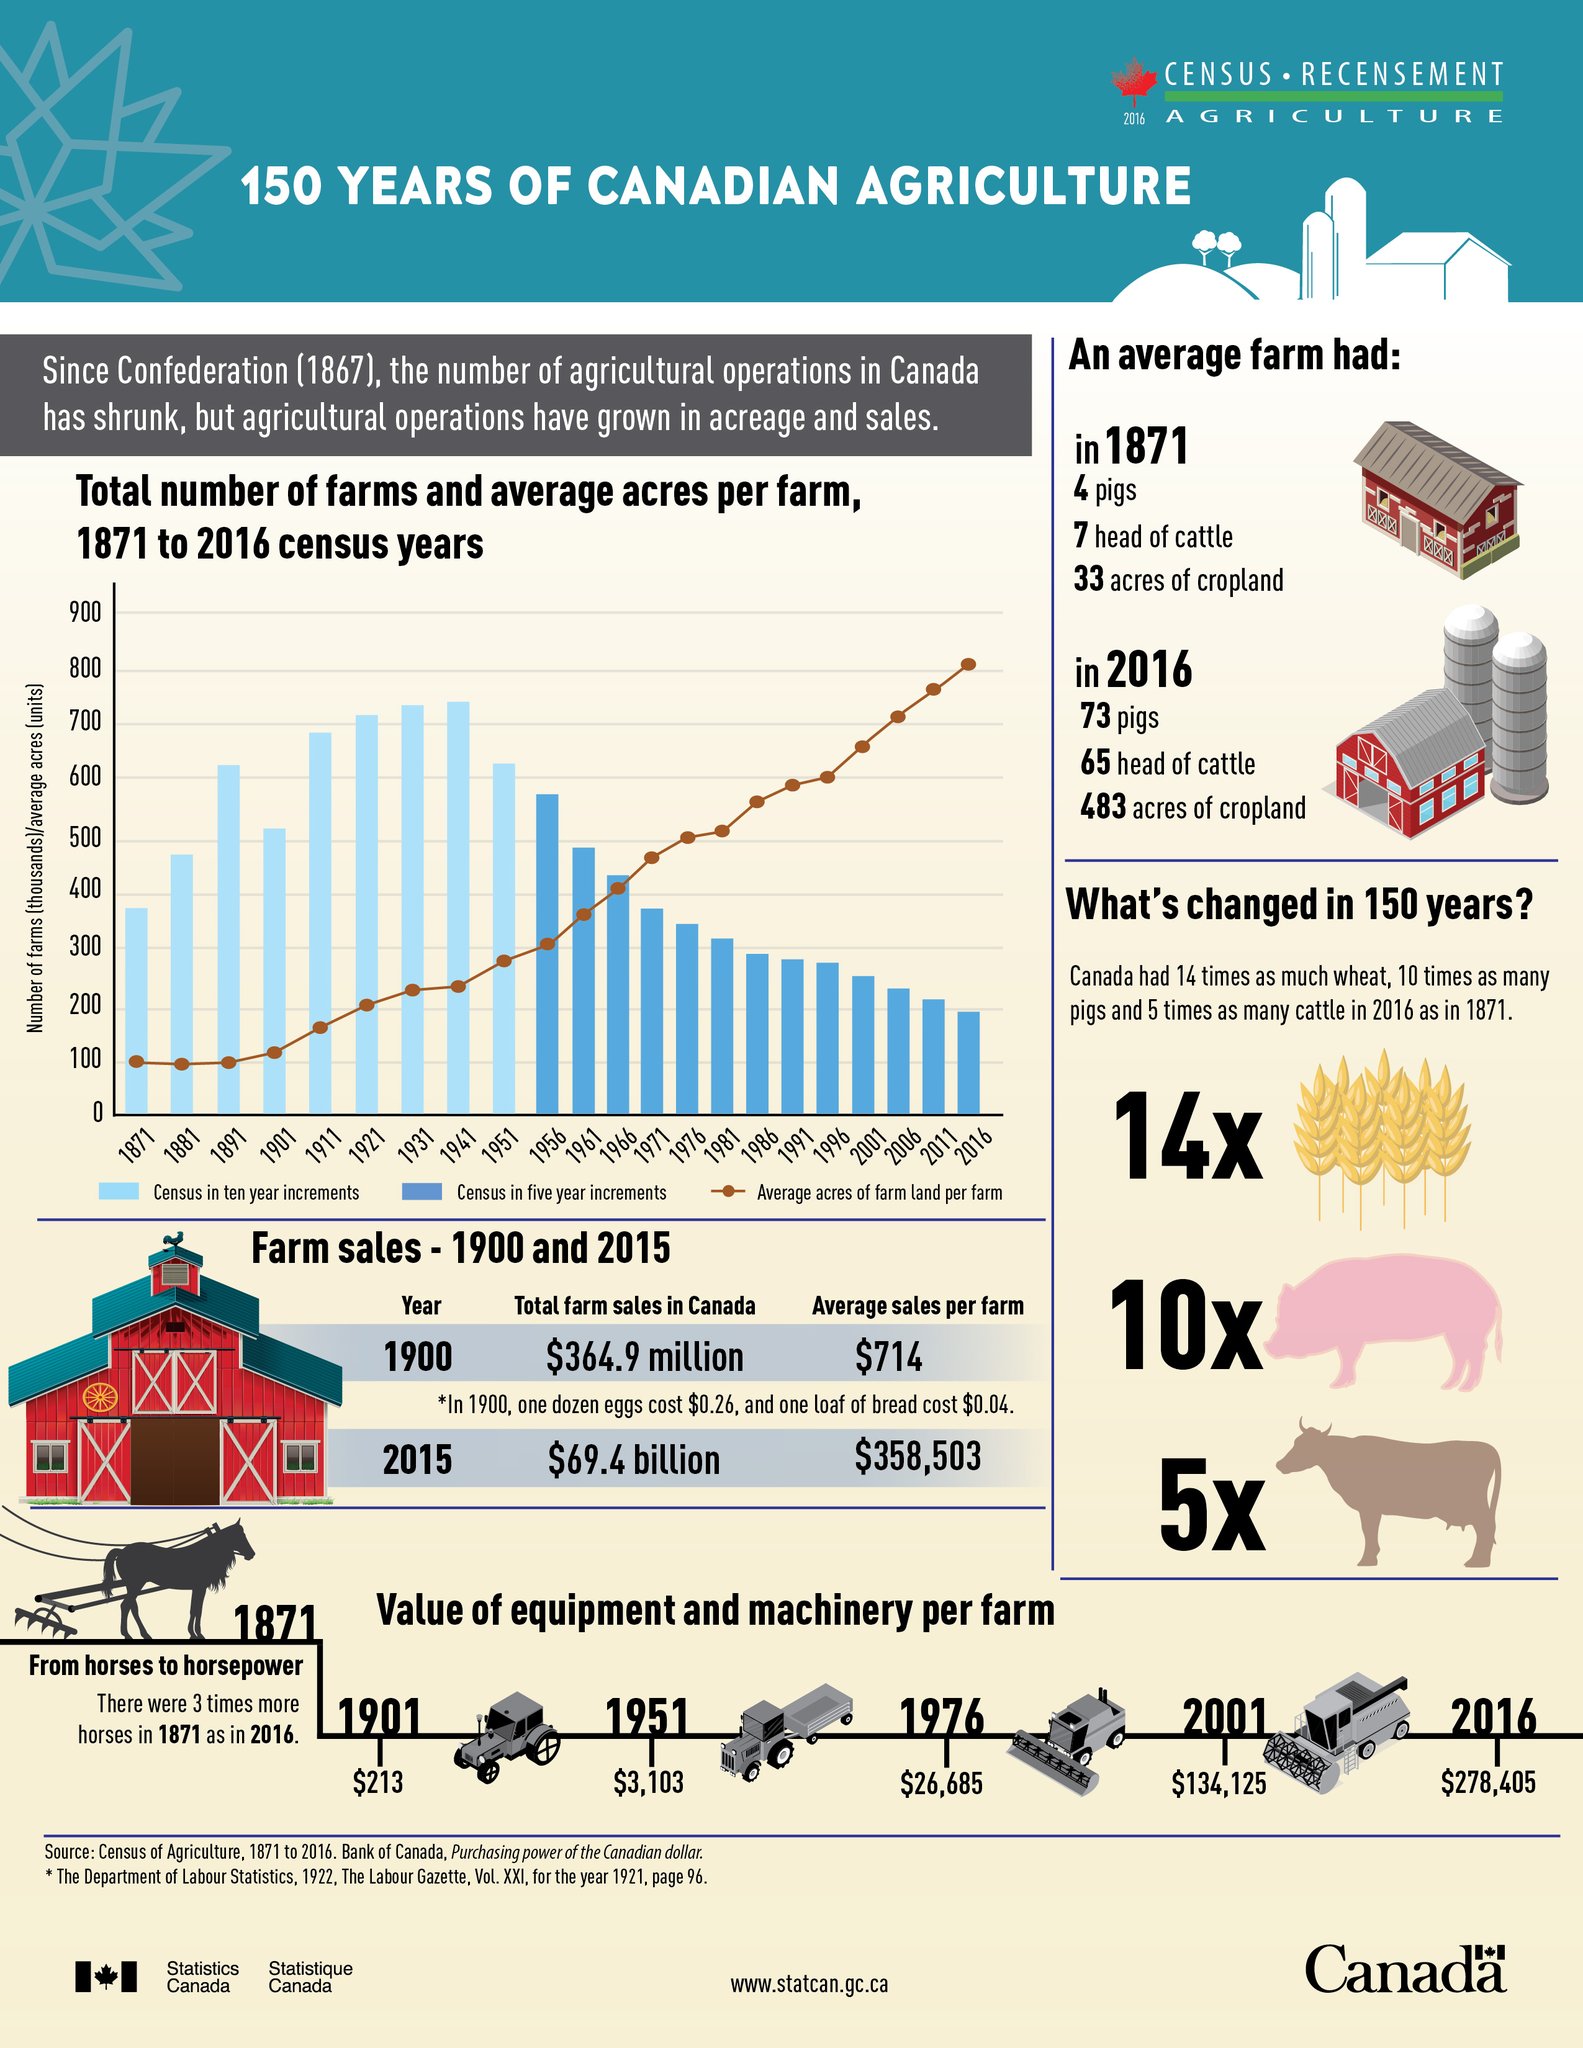 CENSUS • RECENSEMENT
2016 AGRICULTURE
150 YEARS OF CANADIAN AGRICULTURE
Since Confederation (1867), the number of agricultural operations in Canada
has shrunk, but agricultural operations have grown in acreage and sales.
Total number of farms and average acres per farm,
1871 to 2016 census years
Number of farms (thousands)/average acres (units)
900
800
700
600
500
400
300
200
100
0
1871 1881 1891 1901 1911 1921 1931 1941 1951 1956 1961 1966 1971 1976 1981 1986 1991 1996 2001 2006 2011 2016
Census in ten year increments Census in five year increments Average acres of farm land per farm
An average farm had:
in 1871
4 pigs
7 head of cattle
33 acres of cropland
in 2016
73 pigs
65 head of cattle
483 acres of cropland
What's changed in 150 years?
Canada had 14 times as much wheat, 10 times as many
pigs and 5 times as many cattle in 2016 as in 1871.
14x
10x
5x
Farm sales - 1900 and 2015
Year Total farm sales in Canada Average sales per farm
1900 $364.9 million $714
*In 1900, one dozen eggs cost $0.26, and one loaf of bread cost $0.04.
2015 $69.4 billion $358,503
1871
From horses to horsepower
There were 3 times more
horses in 1871 as in 2016.
Value of equipment and machinery per farm
1901 1951 1976 2001 2016
$213 $3,103 $26,685 $134,125 $278,405
Source: Census of Agriculture, 1871 to 2016. Bank of Canada, Purchasing power of the Canadian dollar.
* The Department of Labour Statistics, 1922, The Labour Gazette, Vol. XXI, for the year 1921, page 96.
Statistics Statistique
Canada Canada
www.statcan.gc.ca
Canada